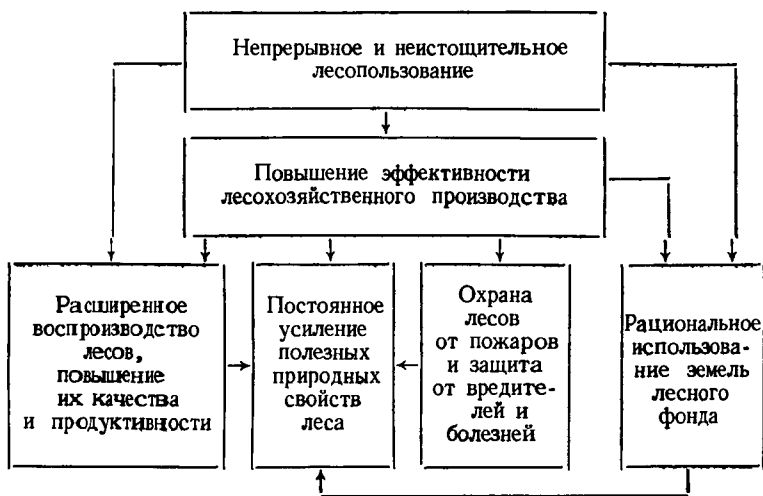 Непрерывное и неистощительное
лесопользование
Повышение эффективности
лесохозяйственного производства
Расширенное
воспроизводство
лесов,
повышение
их качества
и продуктивности
Постоянное
усиление
полезных
природных
свойств
леса
Охрана
лесов
от пожаров
и защита
от вредите-
лей и
болезней
Рациональное
использова-
ние земель
лесного
фонда